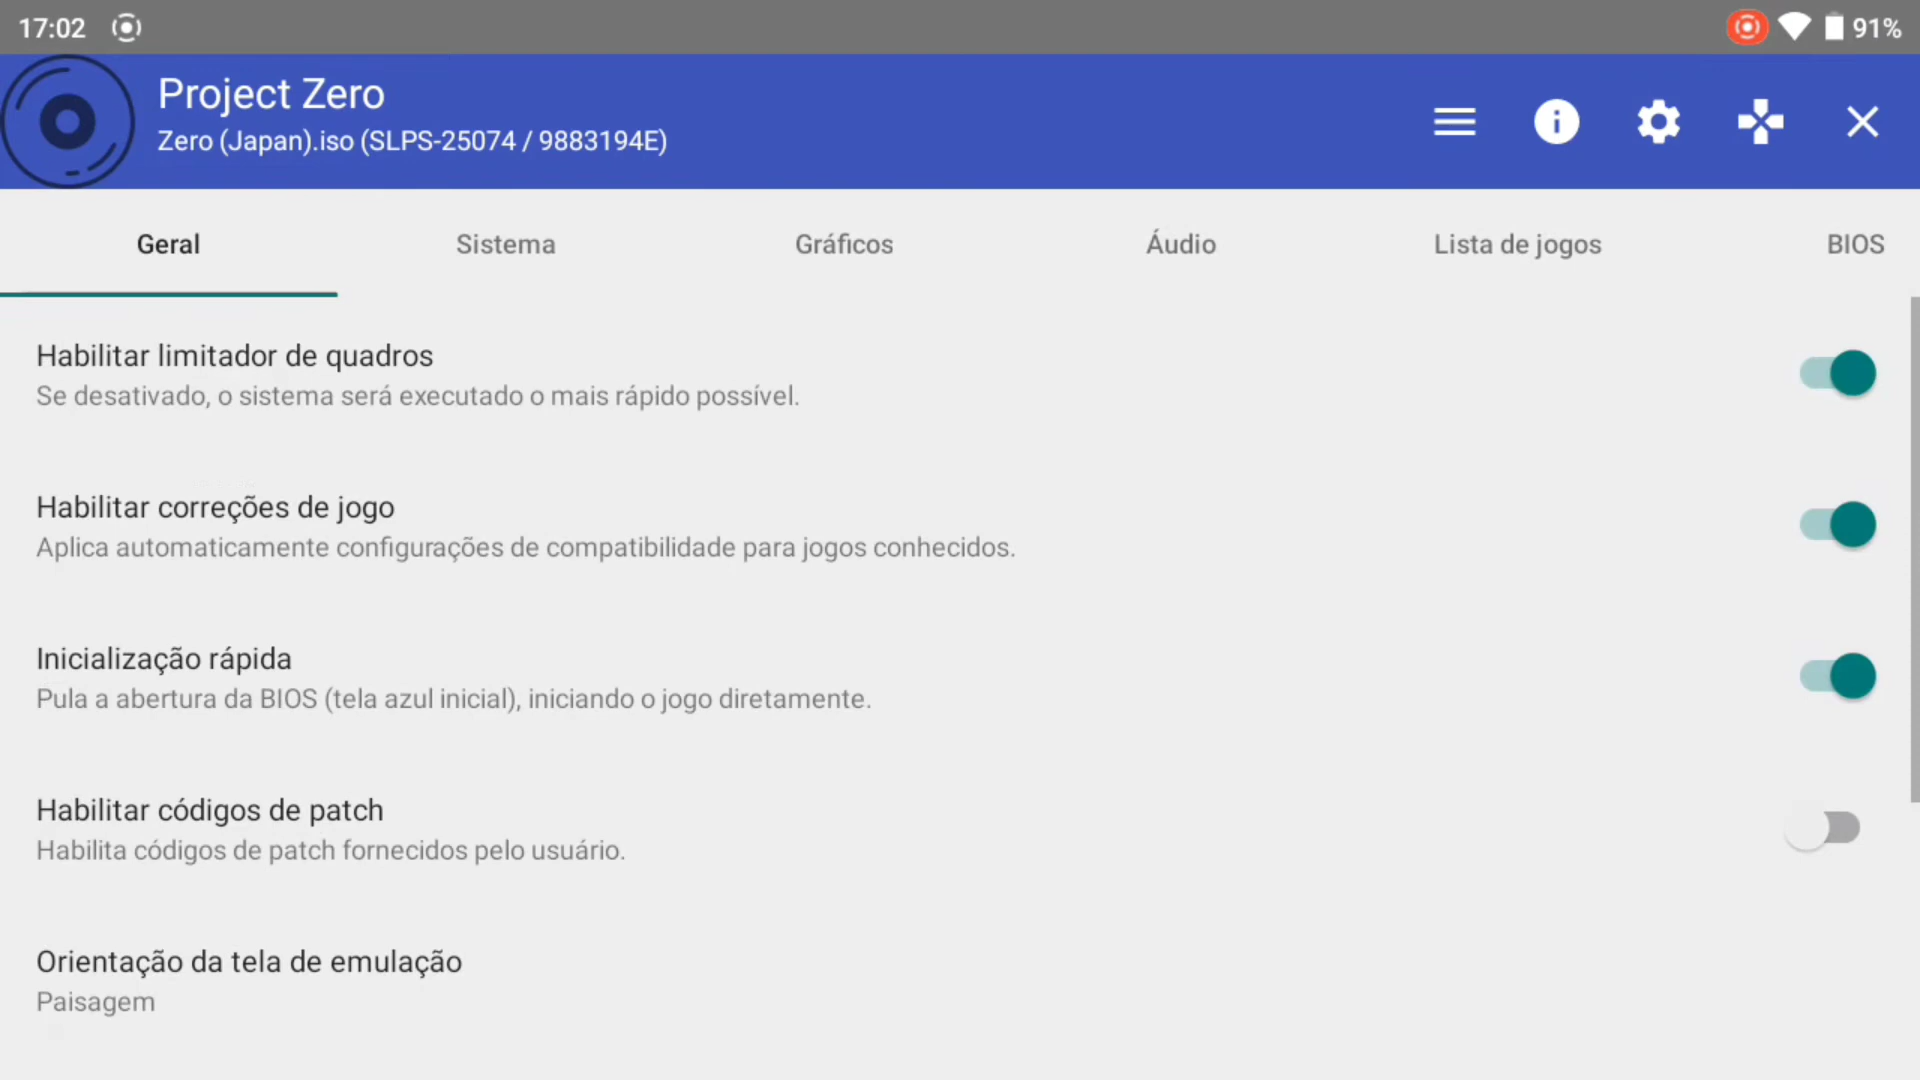 17:02
91%
Project Zero
Zero (Japan).iso (SLPS-25074 / 9883194E)
Geral
Sistema
Gráficos
Áudio
Lista de jogos
BIOS
Habilitar limitador de quadros
Se desativado, o sistema será executado o mais rápido possível.
Habilitar correções de jogo
Aplica automaticamente configurações de compatibilidade para jogos conhecidos.
Inicialização rápida
Pula a abertura da BIOS (tela azul inicial), iniciando o jogo diretamente.
Habilitar códigos de patch
Habilita códigos de patch fornecidos pelo usuário.
Orientação da tela de emulação
Paisagem